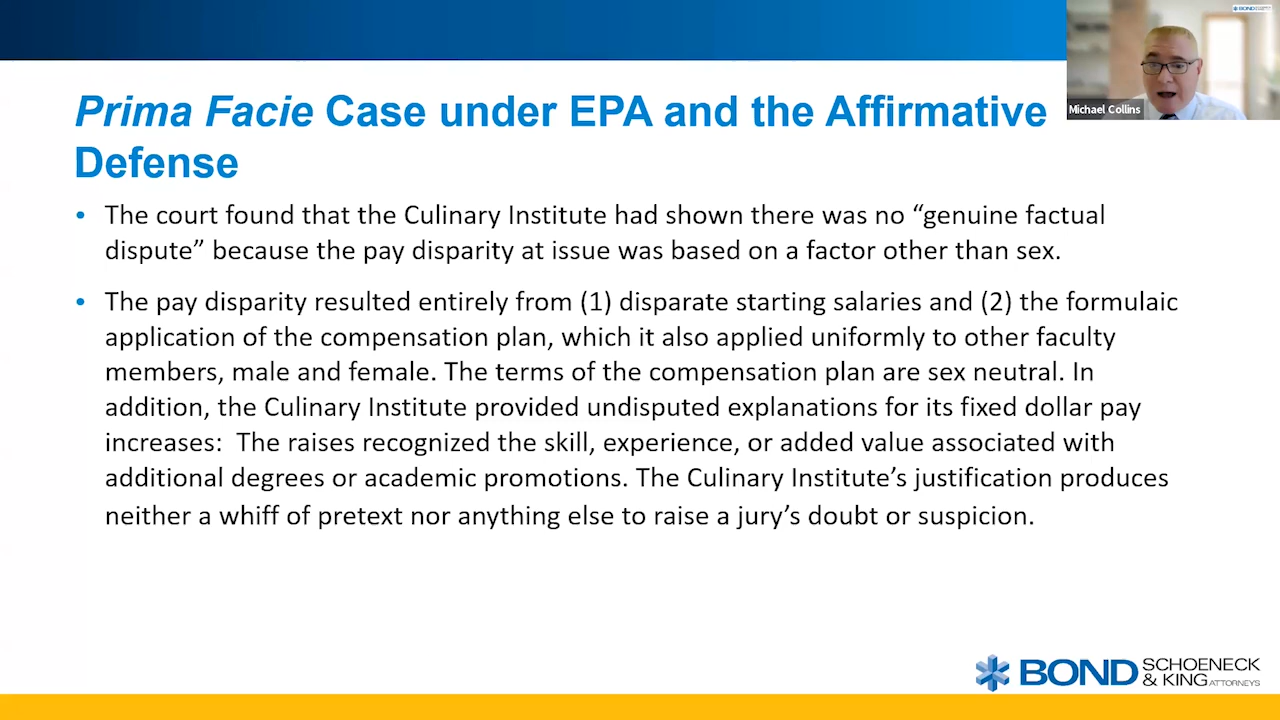 BOND
Michael Collins
Prima Facie Case under EPA and the Affirmative
Defense
• The court found that the Culinary Institute had shown there was no “genuine factual
dispute” because the pay disparity at issue was based on a factor other than sex.
• The pay disparity resulted entirely from (1) disparate starting salaries and (2) the formulaic
application of the compensation plan, which it also applied uniformly to other faculty
members, male and female. The terms of the compensation plan are sex neutral. In
addition, the Culinary Institute provided undisputed explanations for its fixed dollar pay
increases:  The raises recognized the skill, experience, or added value associated with
additional degrees or academic promotions. The Culinary Institute’s justification produces
neither a whiff of pretext nor anything else to raise a jury’s doubt or suspicion.
BOND SCHOENECK
& KING ATTORNEYS